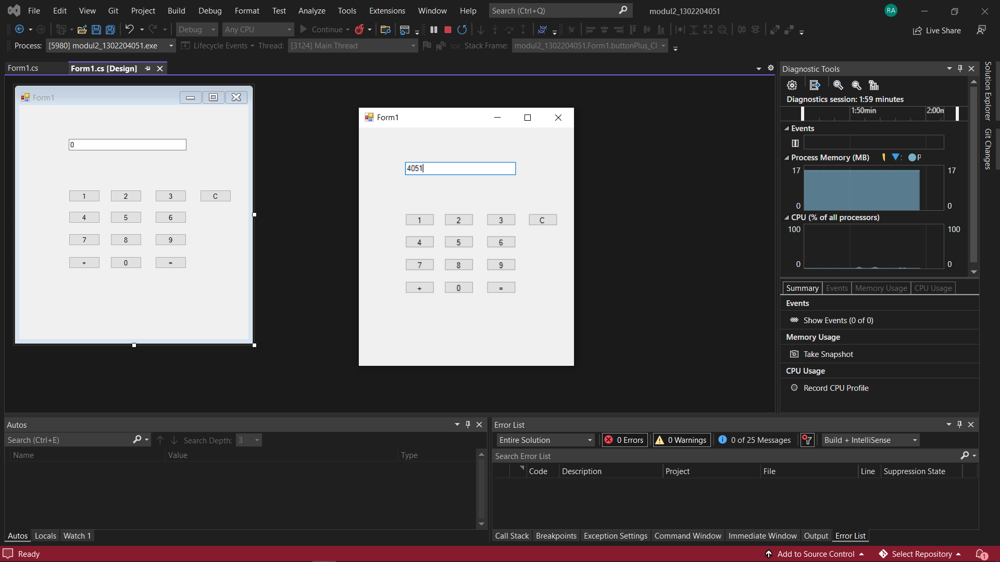 File Edit View Git Project Build Debug Format Test Analyze Tools Extensions Window Help Search (Ctrl+Q) modul2_1302204051 RA
Debug Any CPU Continue Live Share
Process: [5980] modul2_1302204051.exe Lifecycle Events Thread: [3124] Main Thread Stack Frame: modul2_1302204051.Form1.buttonPlus_Cl
Form1.cs Form1.cs [Design]
Form1
0
1 2 3 C
4 5 6
7 8 9
+ 0 =
Form1
4051
1 2 3 C
4 5 6
7 8 9
+ 0 =
Diagnostic Tools
Diagnostics session: 1:59 minutes
1:50min 2:00m
Events
Process Memory (MB) P
17 17
0 0
CPU (% of all processors)
100 100
0 0
Summary Events Memory Usage CPU Usage
Events
Show Events (0 of 0)
Memory Usage
Take Snapshot
CPU Usage
Record CPU Profile
Solution Explorer
Git Changes
Autos
Search (Ctrl+E) Search Depth: 3
Name Value Type
Autos Locals Watch 1
Error List
Entire Solution 0 Errors 0 Warnings 0 of 25 Messages Build + IntelliSense
Search Error List
Code Description Project File Line Suppression State
Call Stack Breakpoints Exception Settings Command Window Immediate Window Output Error List
Ready Add to Source Control Select Repository 1